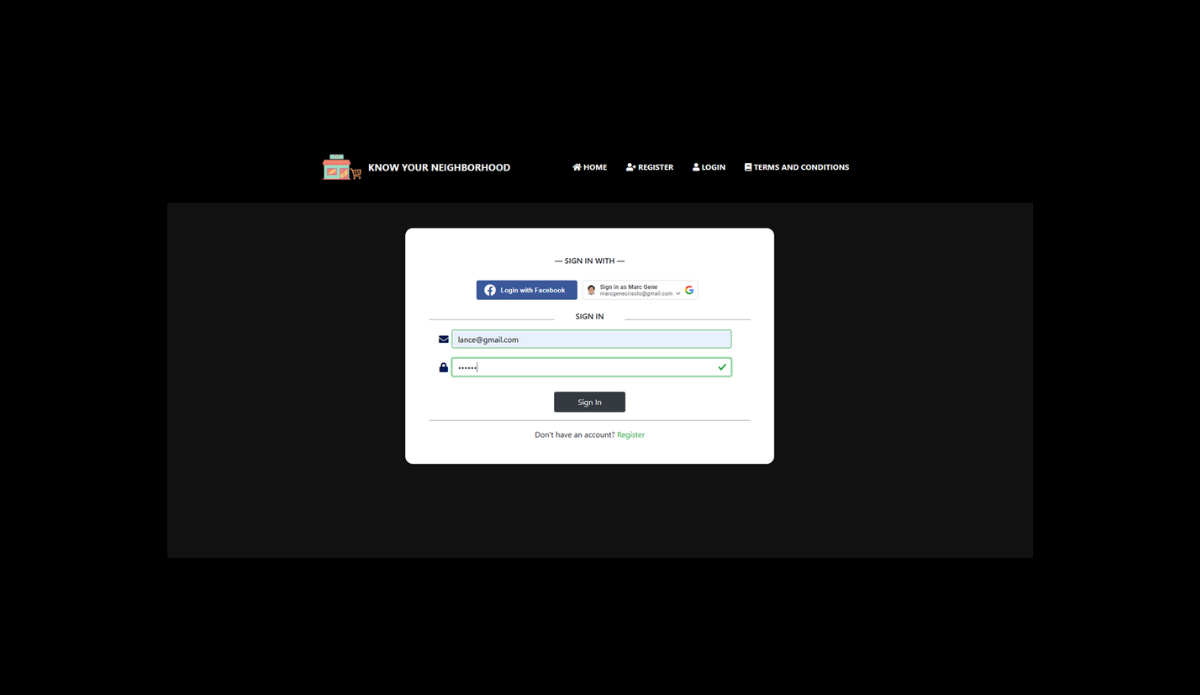 KNOW YOUR NEIGHBORHOOD
HOME REGISTER LOGIN TERMS AND CONDITIONS
— SIGN IN WITH —
Login with Facebook
Sign in as Marc Gene
marcgenecrisolo@gmail.com
SIGN IN
lance@gmail.com
••••••
Sign In
Don't have an account? Register